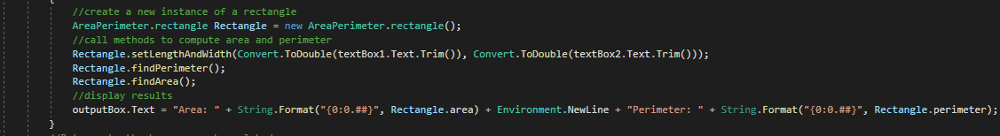 {
//create a new instance of a rectangle
AreaPerimeter.rectangle Rectangle = new AreaPerimeter.rectangle();
//call methods to compute area and perimeter
Rectangle.setLengthAndWidth(Convert.ToDouble(textBox1.Text.Trim()), Convert.ToDouble(textBox2.Text.Trim()));
Rectangle.findPerimeter();
Rectangle.findArea();
//display results
outputBox.Text = "Area: " + String.Format("{0:0.##}", Rectangle.area) + Environment.NewLine + "Perimeter: " + String.Format("{0:0.##}", Rectangle.perimeter);
}